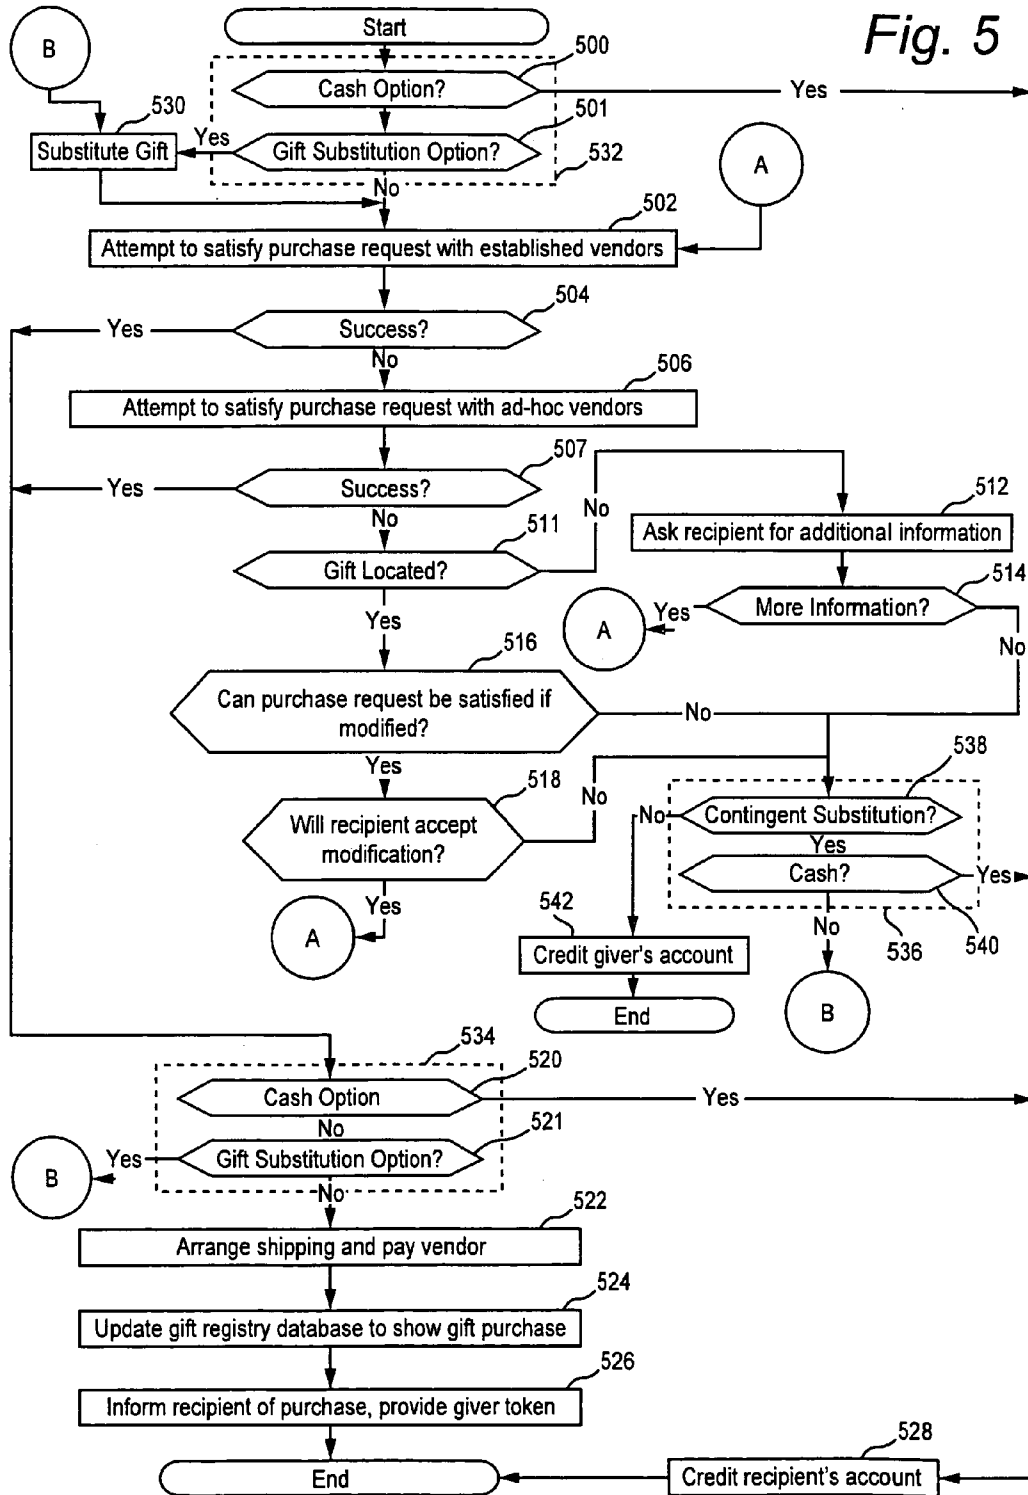 Fig. 5
B
Start
500
Cash Option?
Yes
530
501
Substitute Gift
Yes
Gift Substitution Option?
532
A
No
502
Attempt to satisfy purchase request with established vendors
504
Yes
Success?
No
506
Attempt to satisfy purchase request with ad-hoc vendors
507
Yes
Success?
No
No
512
Ask recipient for additional information
511
Gift Located?
514
More Information?
Yes
A
Yes
No
516
Can purchase request be satisfied if
modified?
No
Yes
518
No
538
Will recipient accept
modification?
No
Contingent Substitution?
Yes
Cash?
Yes
Yes
A
542
No
536
540
Credit giver's account
B
End
534
520
Cash Option
Yes
No
521
B
Yes
Gift Substitution Option?
No
522
Arrange shipping and pay vendor
524
Update gift registry database to show gift purchase
526
Inform recipient of purchase, provide giver token
528
End
Credit recipient's account